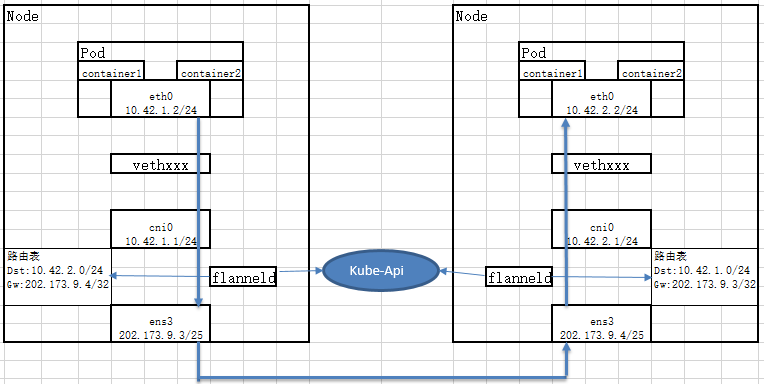 Node
Pod
container1
container2
eth0
10.42.1.2/24
vethxxx
cni0
10.42.1.1/24
路由表
Dst:10.42.2.0/24
Gw:202.173.9.4/32
flanneld
ens3
202.173.9.3/25
Kube-Api
Node
Pod
container1
container2
eth0
10.42.2.2/24
vethxxx
cni0
10.42.2.1/24
flanneld
路由表
Dst:10.42.1.0/24
Gw:202.173.9.3/32
ens3
202.173.9.4/25